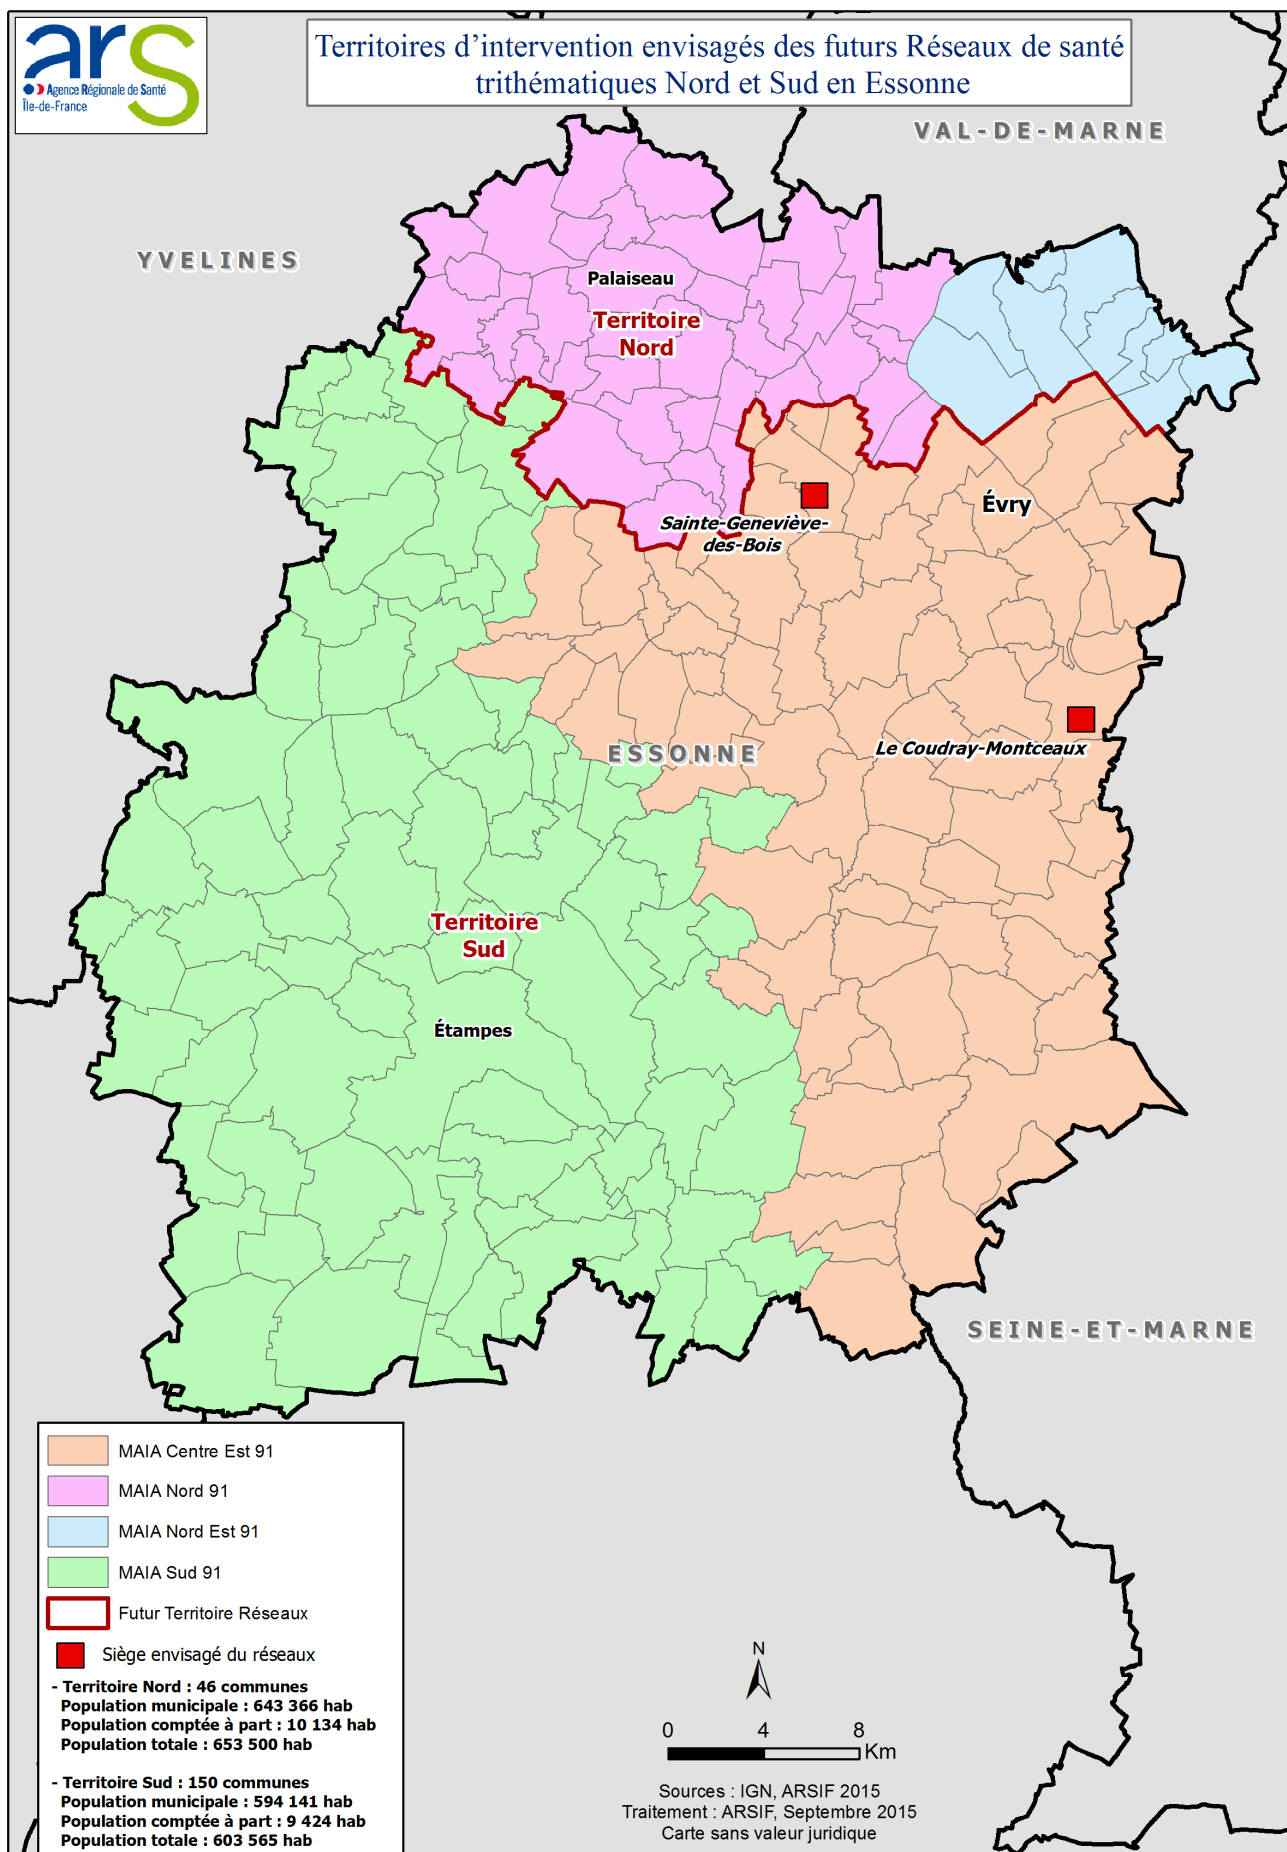 ars
Agence Régionale de Santé
Île-de-France
Territoires d'intervention envisagés des futurs Réseaux de santé
trithématiques Nord et Sud en Essonne
VAL-DE-MARNE
YVELINES
Palaiseau
Territoire
Nord
Évry
Sainte-Geneviève-
des-Bois
ESSONNE
Le Coudray-Montceaux
Territoire
Sud
Étampes
SEINE-ET-MARNE
MAIA Centre Est 91
MAIA Nord 91
MAIA Nord Est 91
MAIA Sud 91
Futur Territoire Réseaux
Siège envisagé du réseaux
- Territoire Nord : 46 communes
Population municipale : 643 366 hab
Population comptée à part : 10 134 hab
Population totale : 653 500 hab
- Territoire Sud : 150 communes
Population municipale : 594 141 hab
Population comptée à part : 9 424 hab
Population totale : 603 565 hab
N
0 4 8
Km
Sources : IGN, ARSIF 2015
Traitement : ARSIF, Septembre 2015
Carte sans valeur juridique